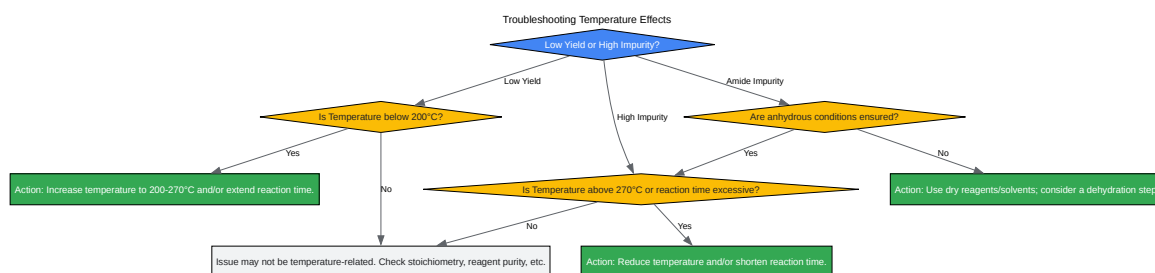 Troubleshooting Temperature Effects
Low Yield or High Impurity?
Low Yield
Amide Impurity
Is Temperature below 200°C?
High Impurity
Are anhydrous conditions ensured?
Yes
Yes
No
Action: Increase temperature to 200-270°C and/or extend reaction time.
No
Is Temperature above 270°C or reaction time excessive?
Action: Use dry reagents/solvents; consider a dehydration step
No
Yes
Issue may not be temperature-related. Check stoichiometry, reagent purity, etc.
Action: Reduce temperature and/or shorten reaction time.